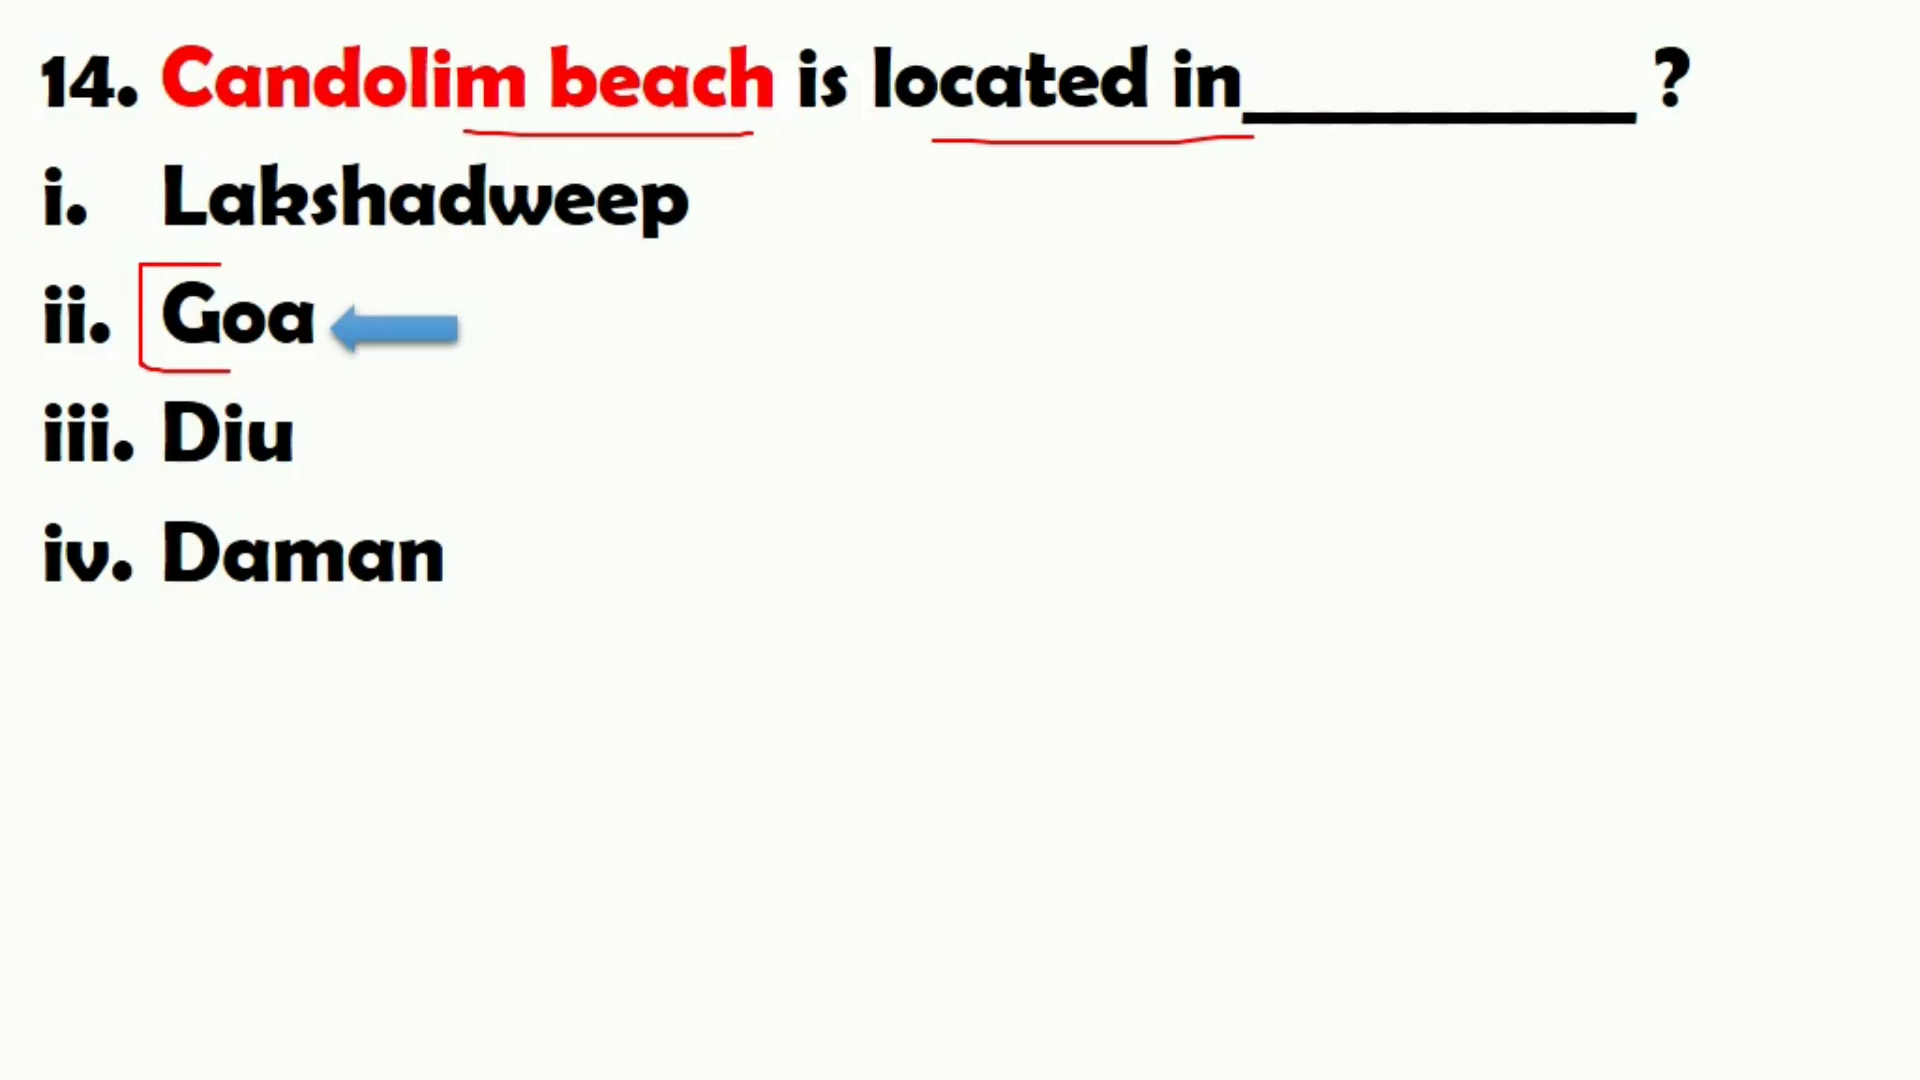 14. Candolim beach is located in__________ ?
i. Lakshadweep
ii. Goa
iii. Diu
iv. Daman